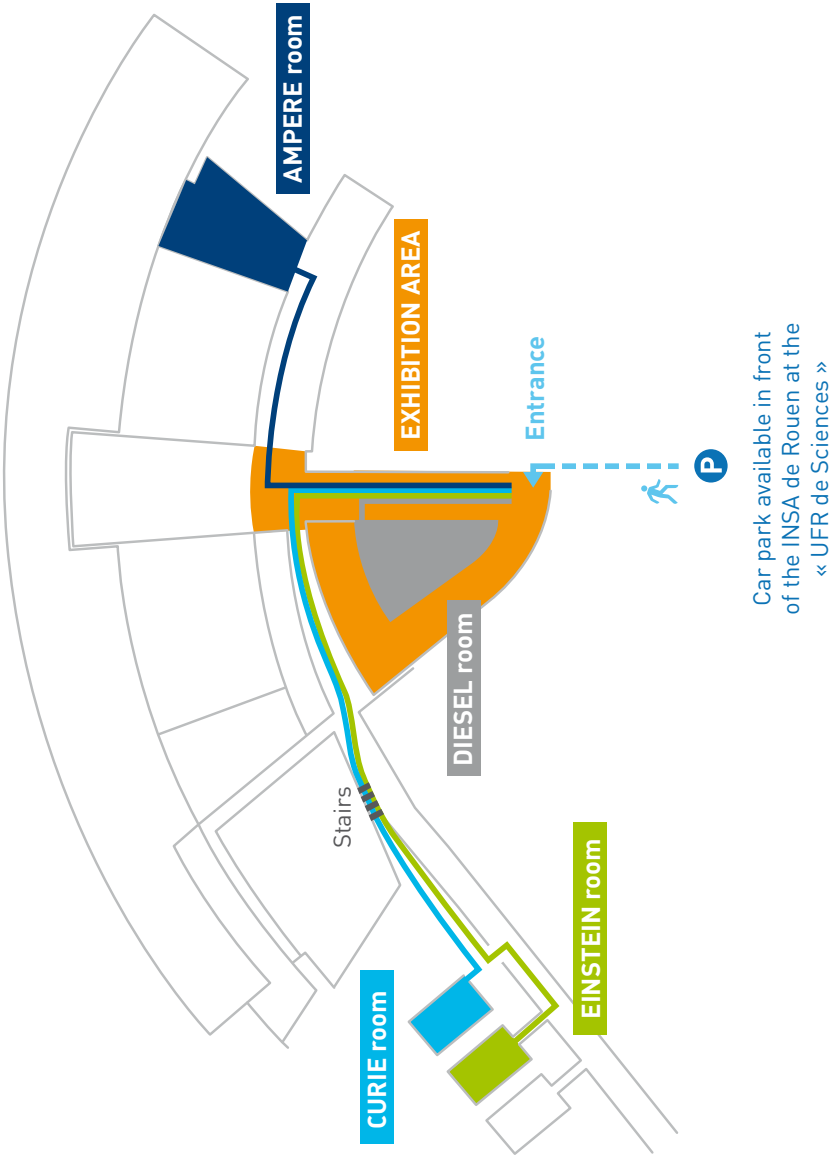 AMPERE room
EXHIBITION AREA
Entrance
P
Car park available in front
of the INSA de Rouen at the
« UFR de Sciences »
DIESEL room
Stairs
EINSTEIN room
CURIE room